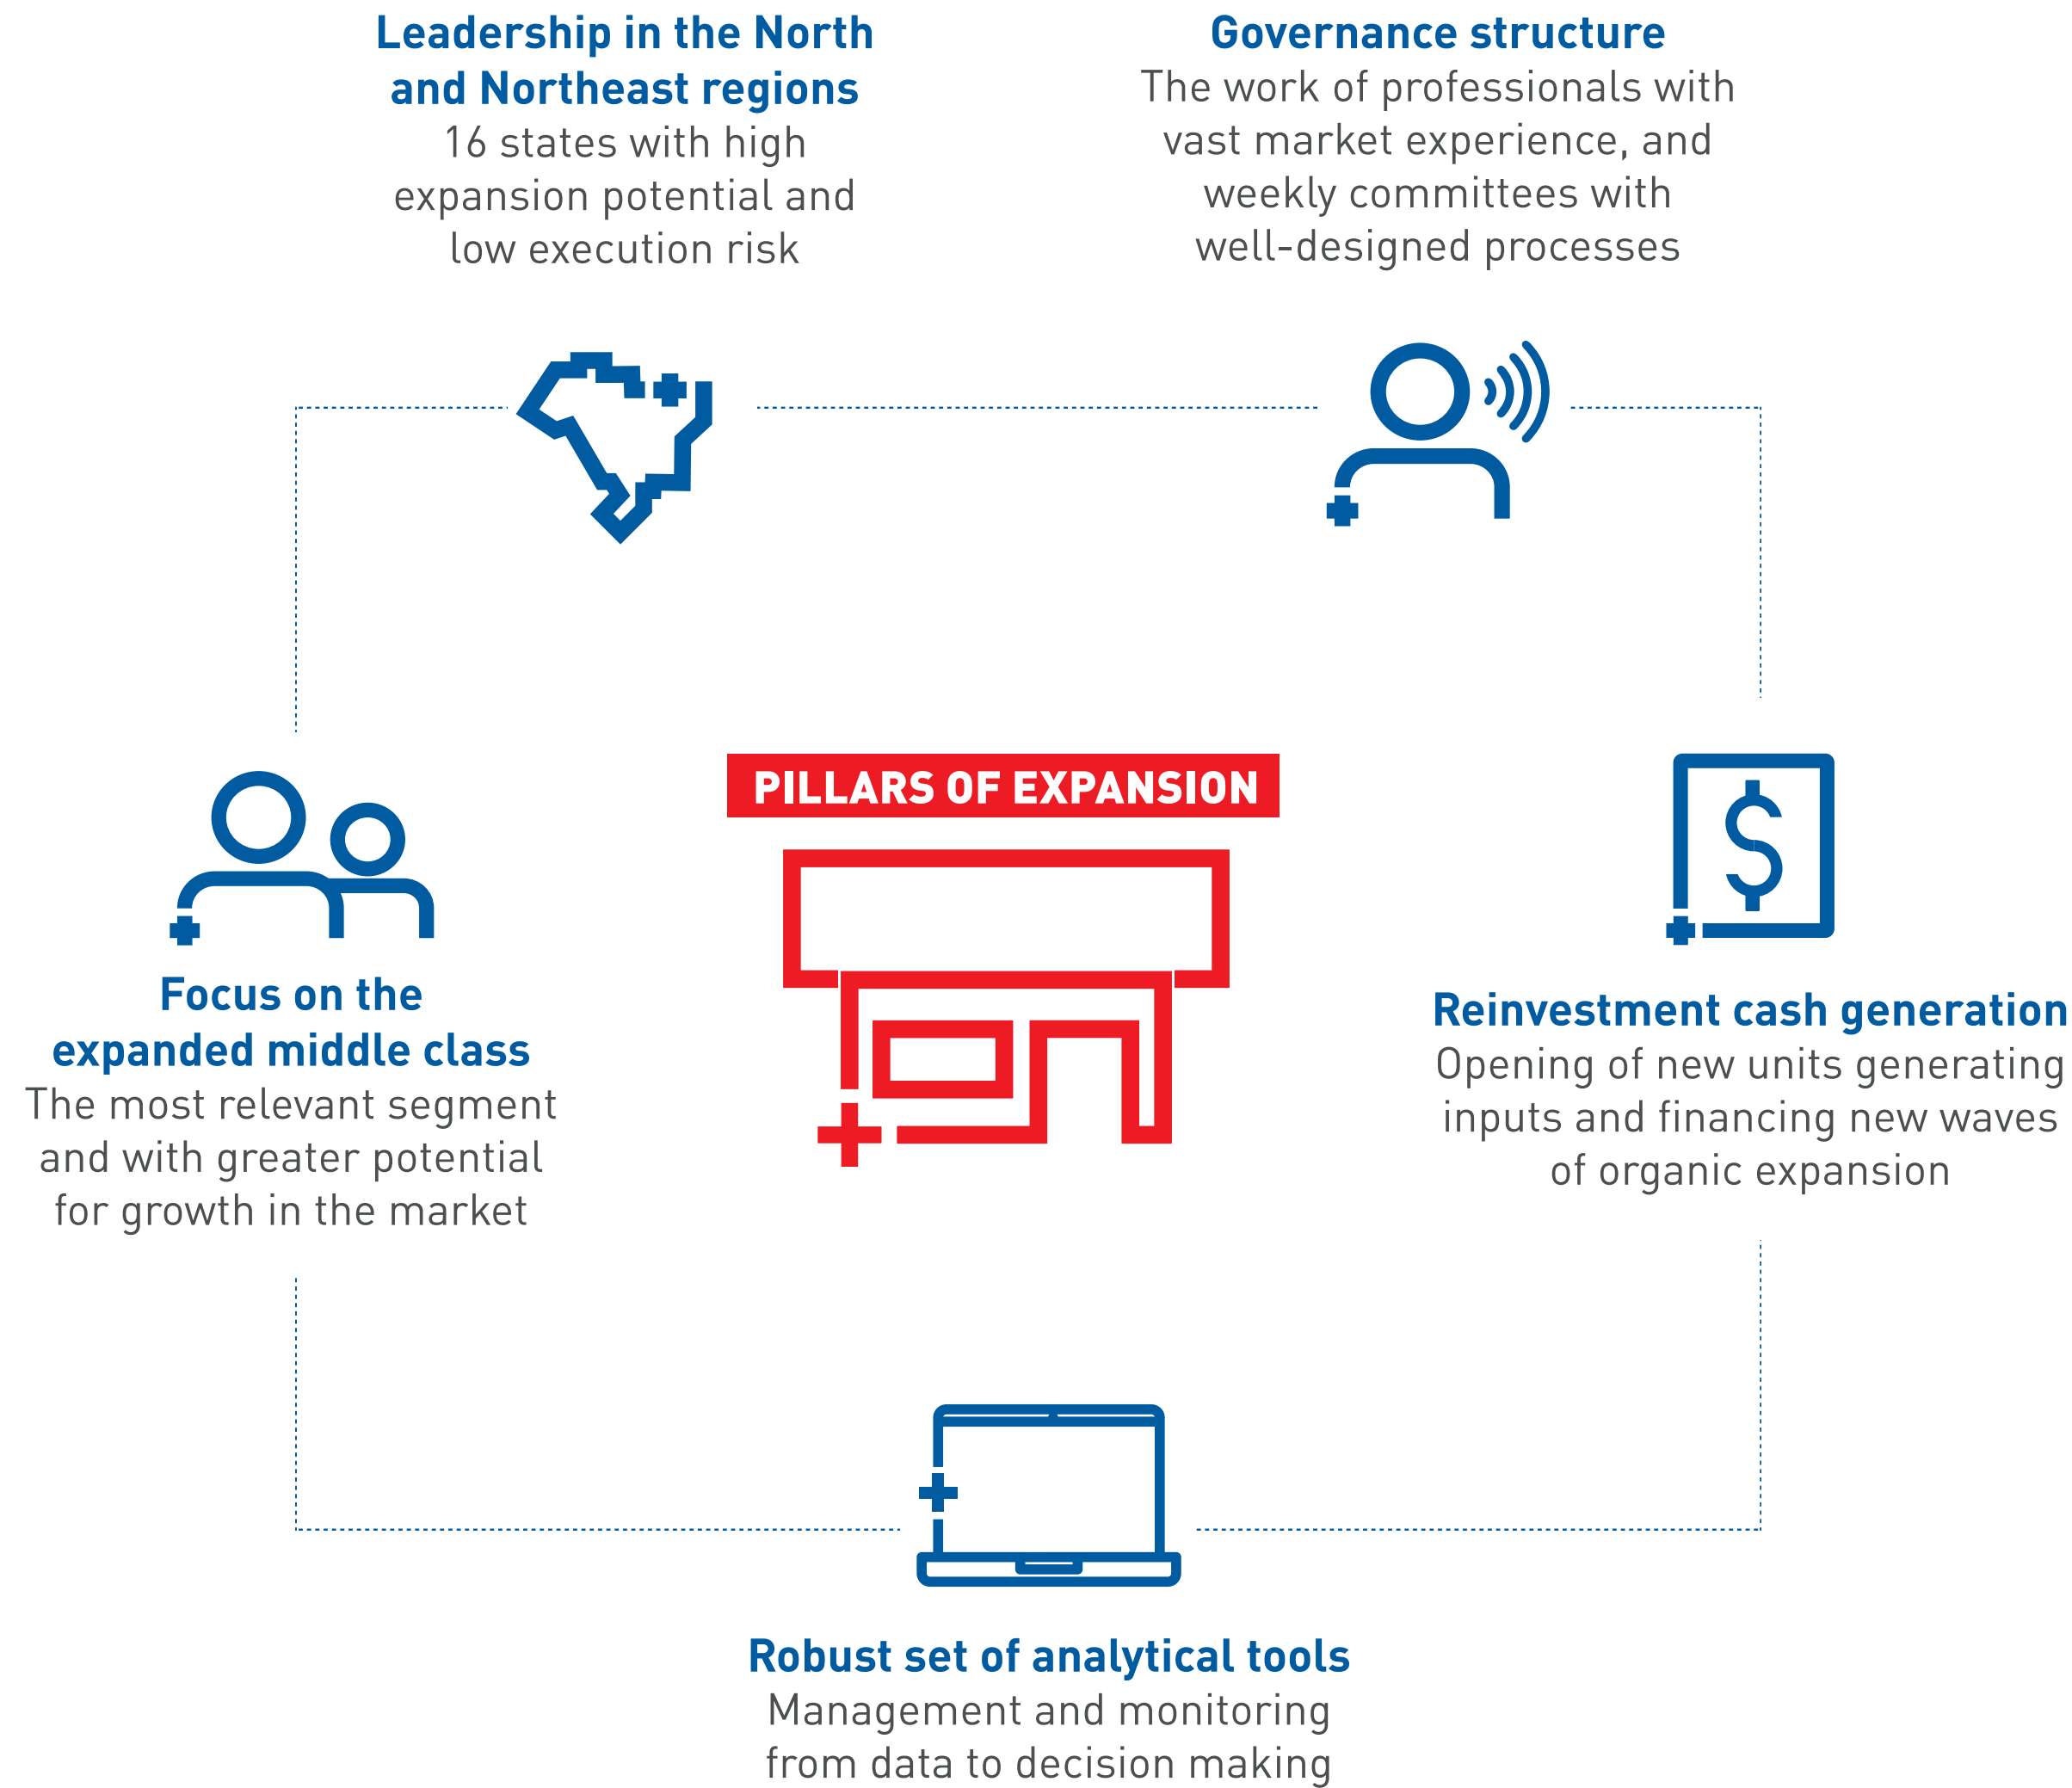 Leadership in the North
and Northeast regions
16 states with high
expansion potential and
low execution risk
Governance structure
The work of professionals with
vast market experience, and
weekly committees with
well-designed processes
PILLARS OF EXPANSION
Focus on the
expanded middle class
The most relevant segment
and with greater potential
for growth in the market
$
Reinvestment cash generation
Opening of new units generating
inputs and financing new waves
of organic expansion
Robust set of analytical tools
Management and monitoring
from data to decision making